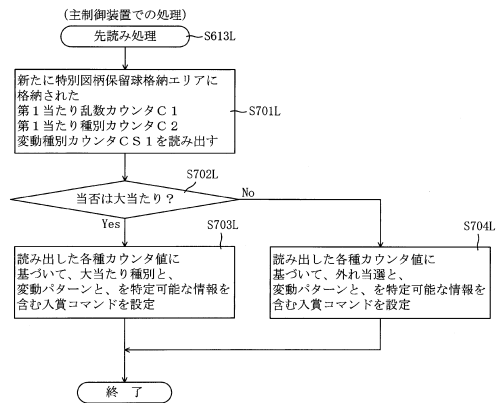 (主制御装置での処理)
先読み処理
S613L
新たに特別図柄保留球格納エリアに
格納された
第1当たり乱数カウンタC1
第1当たり種別カウンタC2
変動種別カウンタCS1を読み出す
S701L
当否は大当たり?
S702L
No
Yes
S703L
読み出した各種カウンタ値に
基づいて、大当たり種別と、
変動パターンと、を特定可能な情報を
含む入賞コマンドを設定
S704L
読み出した各種カウンタ値に
基づいて、外れ当選と、
変動パターンと、を特定可能な情報を
含む入賞コマンドを設定
終 了